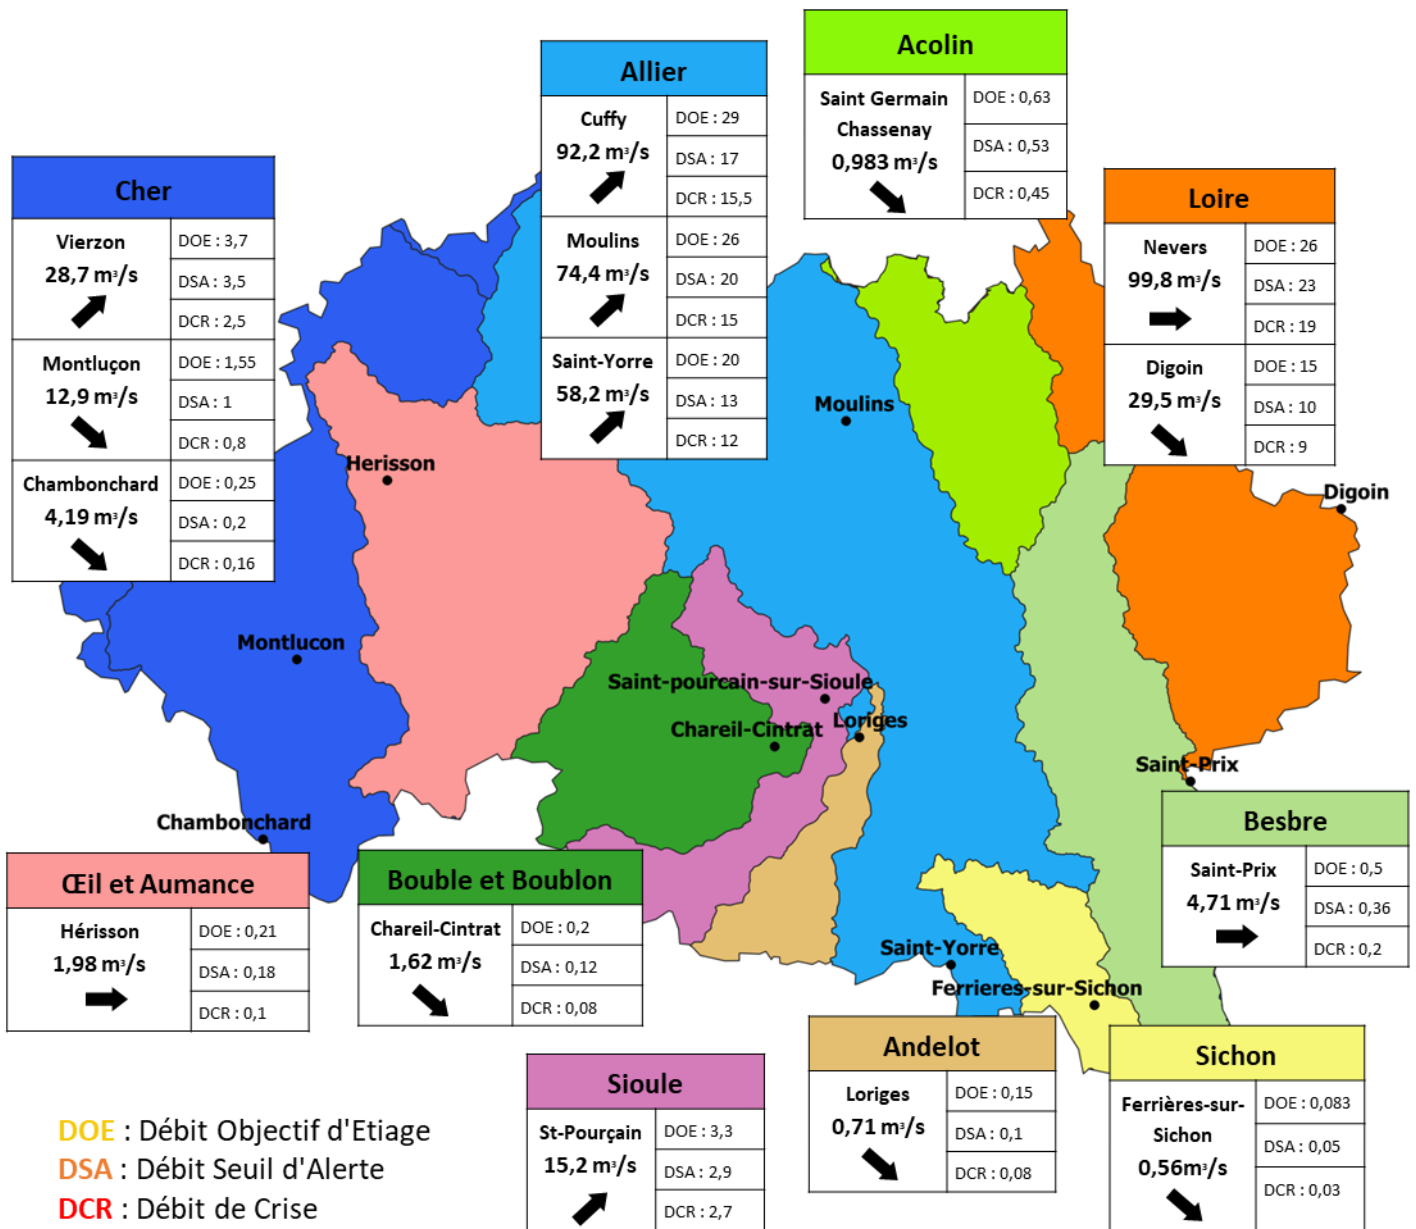 Cher
Vierzon
28,7 m³/s
DOE : 3,7
DSA : 3,5
DCR : 2,5
Montluçon
12,9 m³/s
DOE : 1,55
DSA : 1
DCR : 0,8
Chambonchard
4,19 m³/s
DOE : 0,25
DSA : 0,2
DCR : 0,16
Allier
Cuffy
92,2 m³/s
DOE : 29
DSA : 17
DCR : 15,5
Moulins
74,4 m³/s
DOE : 26
DSA : 20
DCR : 15
Saint-Yorre
58,2 m³/s
DOE : 20
DSA : 13
DCR : 12
Acolin
Saint Germain
Chassenay
0,983 m³/s
DOE : 0,63
DSA : 0,53
DCR : 0,45
Loire
Nevers
99,8 m³/s
DOE : 26
DSA : 23
DCR : 19
Digoin
29,5 m³/s
DOE : 15
DSA : 10
DCR : 9
Moulins
Herisson
Digoin
Montlucon
Saint-pourcain-sur-Sioule
Chareil-Cintrat
Loriges
Saint-Prix
Chambonchard
Saint-Yorre
Ferrieres-sur-Sichon
Œil et Aumance
Hérisson
1,98 m³/s
DOE : 0,21
DSA : 0,18
DCR : 0,1
Bouble et Boublon
Chareil-Cintrat
1,62 m³/s
DOE : 0,2
DSA : 0,12
DCR : 0,08
Besbre
Saint-Prix
4,71 m³/s
DOE : 0,5
DSA : 0,36
DCR : 0,2
Sioule
St-Pourçain
15,2 m³/s
DOE : 3,3
DSA : 2,9
DCR : 2,7
Andelot
Loriges
0,71 m³/s
DOE : 0,15
DSA : 0,1
DCR : 0,08
Sichon
Ferrières-sur-
Sichon
0,56m³/s
DOE : 0,083
DSA : 0,05
DCR : 0,03
DOE : Débit Objectif d'Etiage
DSA : Débit Seuil d'Alerte
DCR : Débit de Crise